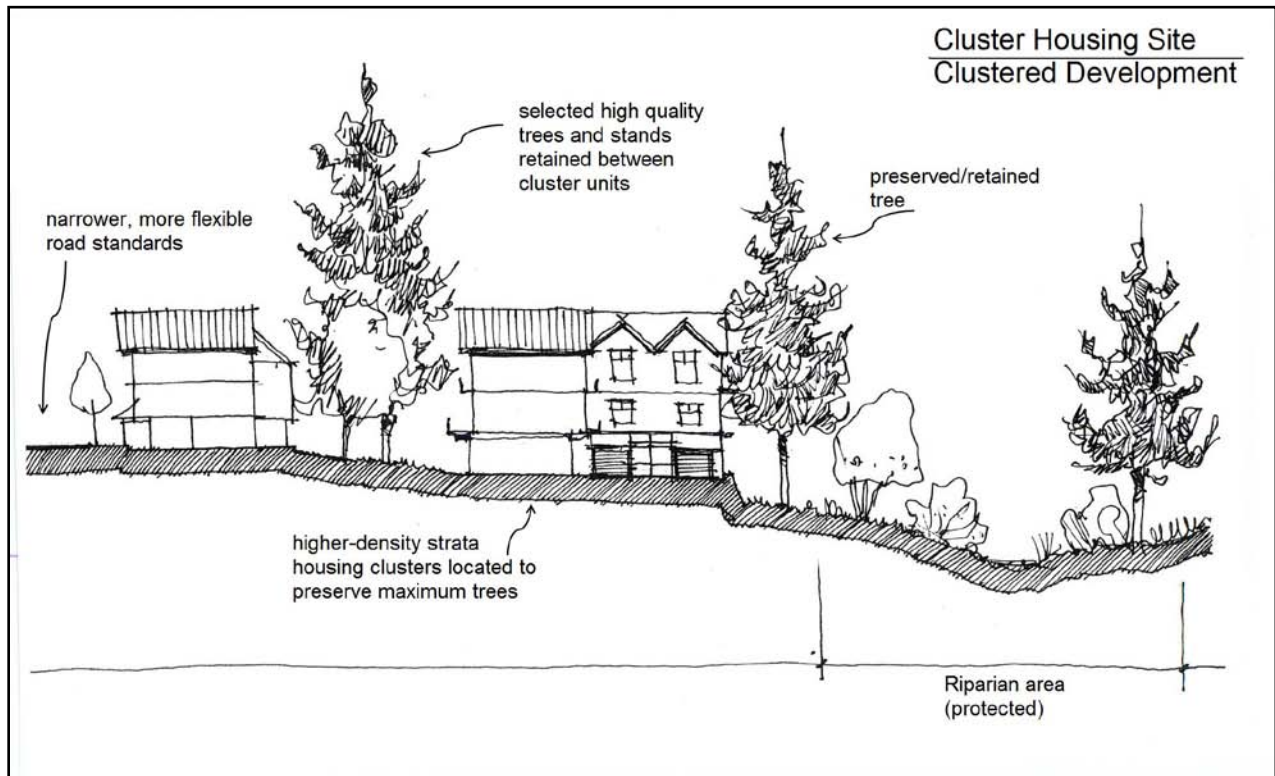 Cluster Housing Site
Clustered Development
selected high quality
trees and stands
retained between
cluster units
preserved/retained
tree
narrower, more flexible
road standards
higher-density strata
housing clusters located to
preserve maximum trees
Riparian area
(protected)